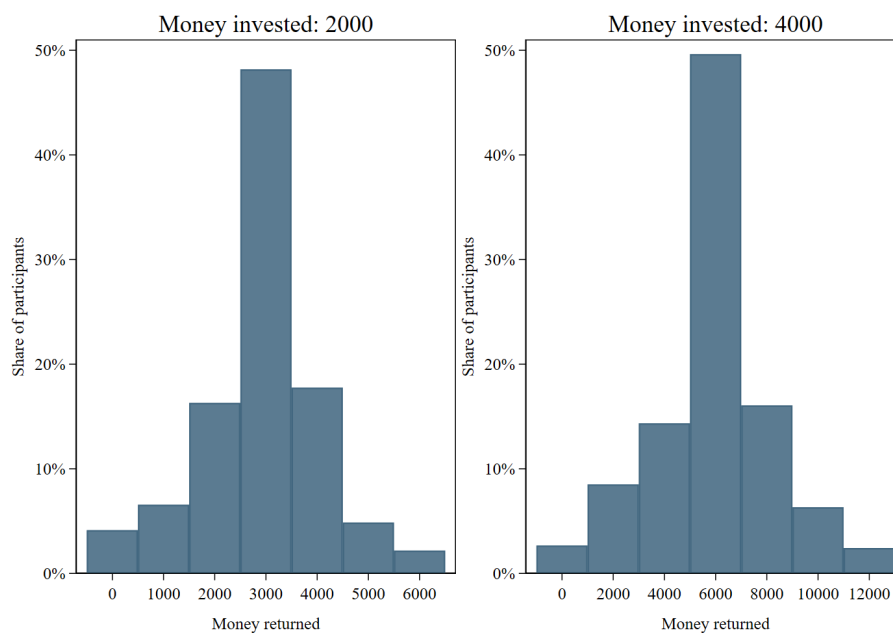 Money invested: 2000
50%
40%
30%
20%
10%
0%
Share of participants
0 1000 2000 3000 4000 5000 6000
Money returned
Money invested: 4000
50%
40%
30%
20%
10%
0%
Share of participants
0 2000 4000 6000 8000 10000 12000
Money returned